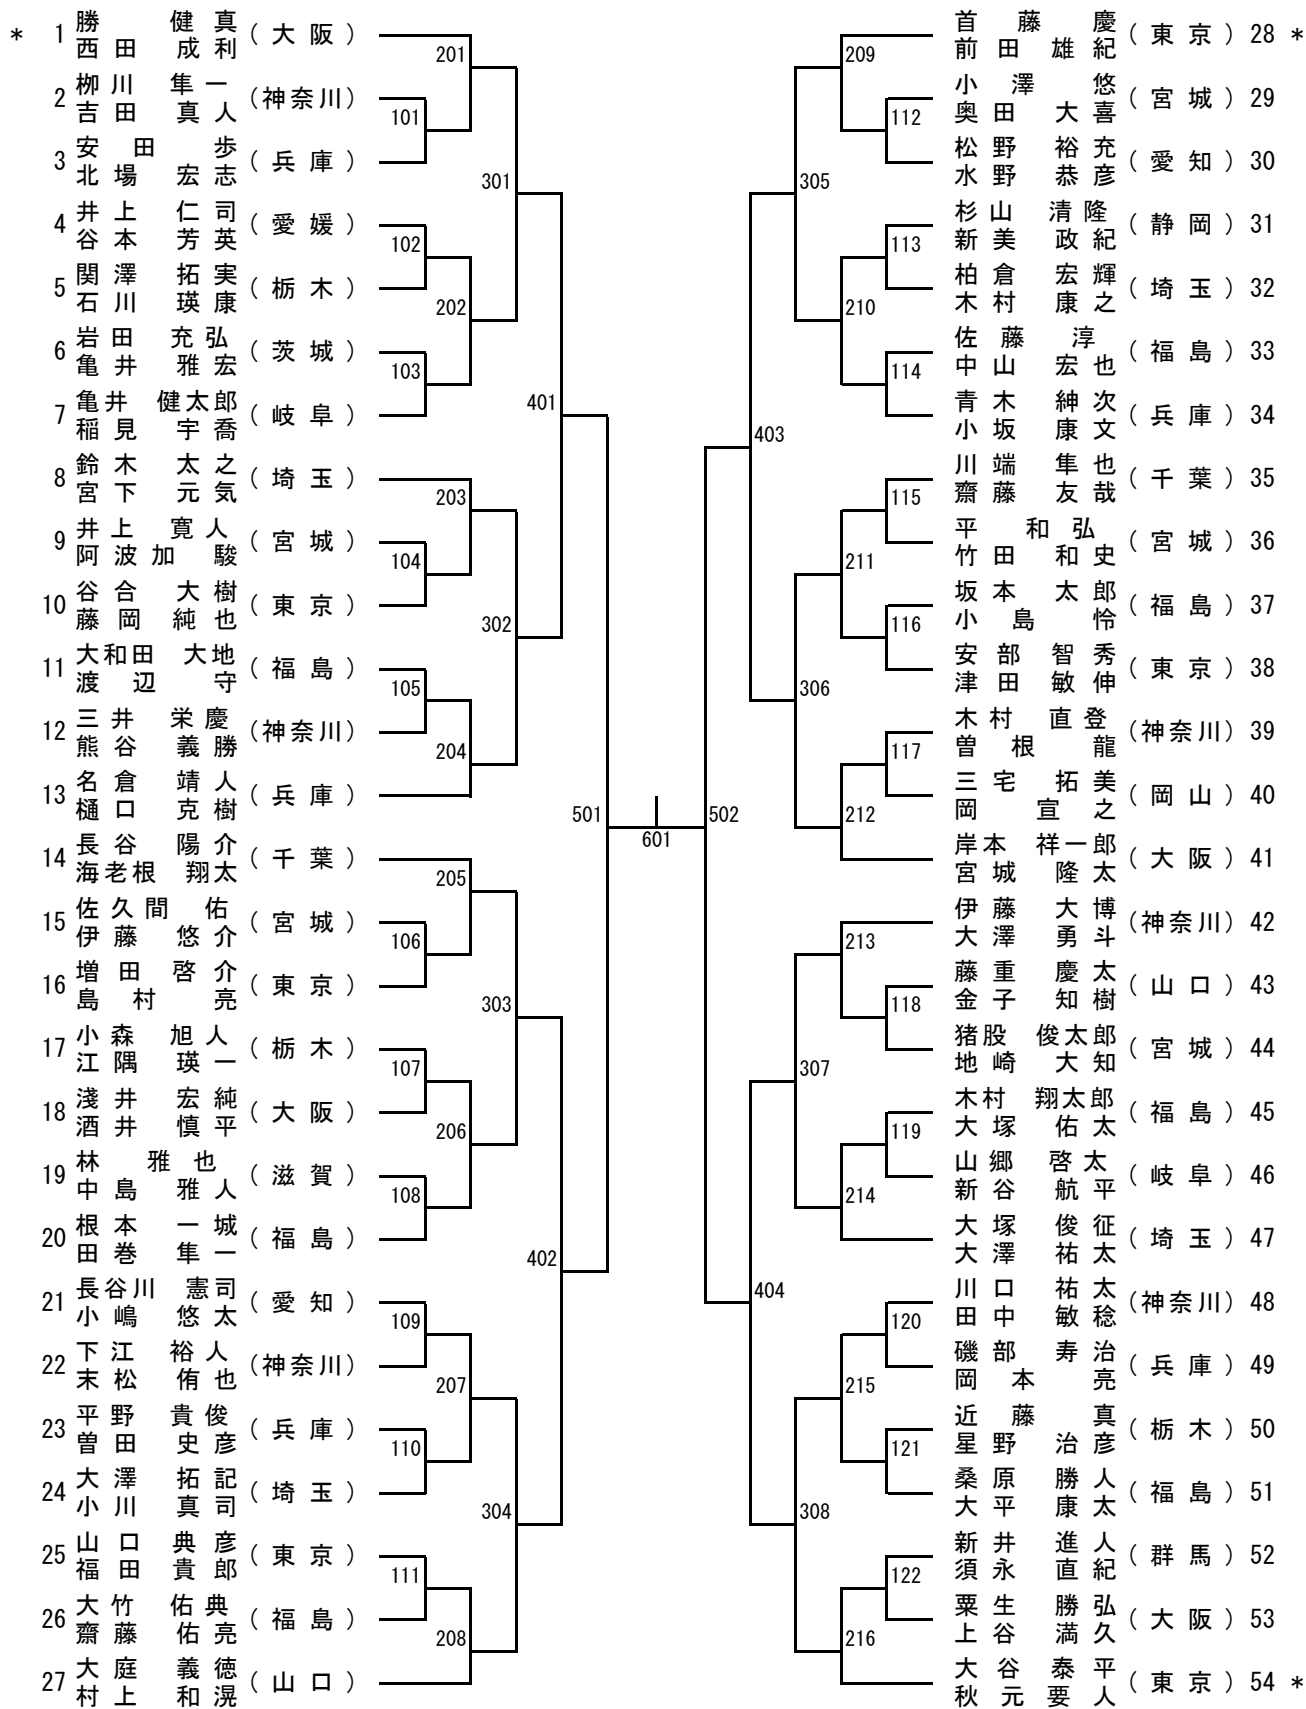 * 1 勝 健真 (大阪)
西田 成利
201
2 栁川 隼一 (神奈川)
吉田 真人
101
3 安田 歩 (兵庫)
北場 宏志
301
4 井上 仁司 (愛媛)
谷本 芳英
102
5 関澤 拓実 (栃木)
石川 瑛康
202
6 岩田 充弘 (茨城)
亀井 雅宏
103
7 亀井 健太郎 (岐阜)
稲見 宇喬
401
8 鈴木 太之 (埼玉)
宮下 元気
203
9 井上 寛人 (宮城)
阿波加 駿
104
10 谷合 大樹 (東京)
藤岡 純也
302
11 大和田 大地 (福島)
渡辺 守
105
12 三井 栄慶 (神奈川)
熊谷 義勝
204
13 名倉 靖人 (兵庫)
樋口 克樹
501
14 長谷 陽介 (千葉)
海老根 翔太
205
15 佐久間 佑 (宮城)
伊藤 悠介
106
16 増田 啓介 (東京)
島村 亮
303
17 小森 旭人 (栃木)
江隅 瑛一
107
18 淺井 宏純 (大阪)
酒井 慎平
206
19 林 雅也 (滋賀)
中島 雅人
108
20 根本 一城 (福島)
田巻 隼一
402
21 長谷川 憲司 (愛知)
小嶋 悠太
109
22 下江 裕人 (神奈川)
末松 侑也
207
23 平野 貴俊 (兵庫)
曽田 史彦
110
24 大澤 拓記 (埼玉)
小川 真司
304
25 山口 典彦 (東京)
福田 貴郎
111
26 大竹 佑典 (福島)
齋藤 佑亮
208
27 大庭 義徳 (山口)
村上 和滉
601
首藤 慶 (東京) 28 *
前田 雄紀
209
小澤 悠 (宮城) 29
奥田 大喜
112
松野 裕充 (愛知) 30
水野 恭彦
305
杉山 清隆 (静岡) 31
新美 政紀
113
柏倉 宏輝 (埼玉) 32
木村 康之
210
佐藤 淳 (福島) 33
中山 宏也
114
青木 紳次 (兵庫) 34
小坂 康文
403
川端 隼也 (千葉) 35
齋藤 友哉
115
平 和弘 (宮城) 36
竹田 和史
211
坂本 太郎 (福島) 37
小島 怜
116
安部 智秀 (東京) 38
津田 敏伸
306
木村 直登 (神奈川) 39
曽根 龍
117
三宅 拓美 (岡山) 40
岡 宣之
212
502
岸本 祥一郎 (大阪) 41
宮城 隆太
伊藤 大博 (神奈川) 42
大澤 勇斗
213
藤重 慶太 (山口) 43
金子 知樹
118
猪股 俊太郎 (宮城) 44
地崎 大知
307
木村 翔太郎 (福島) 45
大塚 佑太
119
山郷 啓太 (岐阜) 46
新谷 航平
214
大塚 俊征 (埼玉) 47
大澤 祐太
404
川口 祐太 (神奈川) 48
田中 敏稔
120
磯部 寿治 (兵庫) 49
岡本 亮
215
近藤 真 (栃木) 50
星野 治彦
121
桑原 勝人 (福島) 51
大平 康太
308
新井 進人 (群馬) 52
須永 直紀
122
粟生 勝弘 (大阪) 53
上谷 満久
216
大谷 泰平 (東京) 54 *
秋元 要人